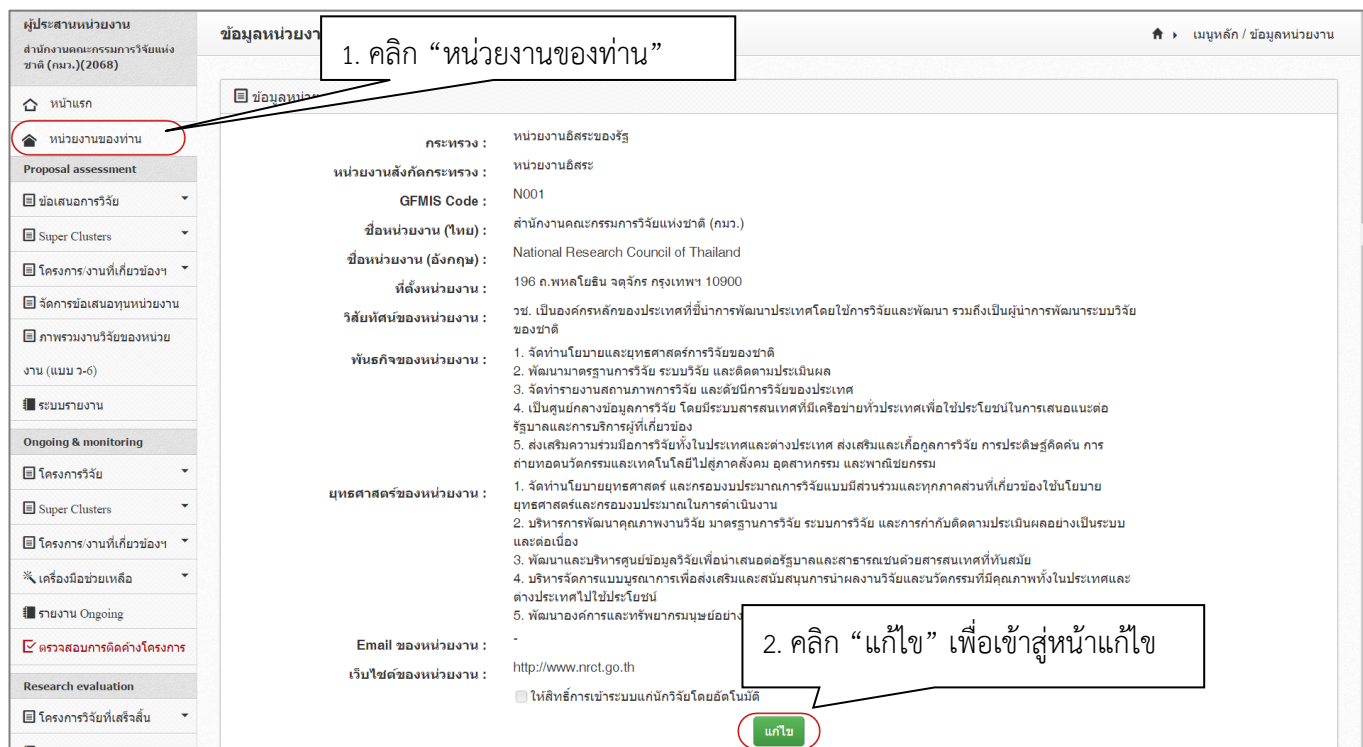 ผู้ประสานหน่วยงาน
สำนักงานคณะกรรมการวิจัยแห่ง
ชาติ (กมว.)(2068)
หน้าแรก
หน่วยงานของท่าน
Proposal assessment
ข้อเสนอการวิจัย
Super Clusters
โครงการ/งานที่เกี่ยวข้องฯ
จัดการข้อเสนอทุนหน่วยงาน
ภาพรวมงานวิจัยของหน่วย
งาน (แบบ ว-6)
ระบบรายงาน
Ongoing & monitoring
โครงการวิจัย
Super Clusters
โครงการ/งานที่เกี่ยวข้องฯ
เครื่องมือช่วยเหลือ
รายงาน Ongoing
ตรวจสอบการติดค้างโครงการ
Research evaluation
โครงการวิจัยที่เสร็จสิ้น
ข้อมูลหน่วยงา
เมนูหลัก / ข้อมูลหน่วยงาน
1. คลิก “หน่วยงานของท่าน”
ข้อมูลหน่วย
กระทรวง : หน่วยงานอิสระของรัฐ
หน่วยงานสังกัดกระทรวง : หน่วยงานอิสระ
GFMIS Code : N001
ชื่อหน่วยงาน (ไทย) : สำนักงานคณะกรรมการวิจัยแห่งชาติ (กมว.)
ชื่อหน่วยงาน (อังกฤษ) : National Research Council of Thailand
ที่ตั้งหน่วยงาน : 196 ถ.พหลโยธิน จตุจักร กรุงเทพฯ 10900
วิสัยทัศน์ของหน่วยงาน : วช. เป็นองค์กรหลักของประเทศที่ชี้นำการพัฒนาประเทศโดยใช้การวิจัยและพัฒนา รวมถึงเป็นผู้นำการพัฒนาระบบวิจัย
ของชาติ
พันธกิจของหน่วยงาน : 1. จัดทำนโยบายและยุทธศาสตร์การวิจัยของชาติ
2. พัฒนามาตรฐานการวิจัย ระบบวิจัย และติดตามประเมินผล
3. จัดทำรายงานสถานภาพการวิจัย และดัชนีการวิจัยของประเทศ
4. เป็นศูนย์กลางข้อมูลการวิจัย โดยมีระบบสารสนเทศที่มีเครือข่ายทั่วประเทศเพื่อใช้ประโยชน์ในการเสนอแนะต่อ
รัฐบาลและการบริการผู้ที่เกี่ยวข้อง
5. ส่งเสริมความร่วมมือการวิจัยทั้งในประเทศและต่างประเทศ ส่งเสริมและเกื้อกูลการวิจัย การประดิษฐ์คิดค้น การ
ถ่ายทอดนวัตกรรมและเทคโนโลยีไปสู่ภาคสังคม อุตสาหกรรม และพาณิชยกรรม
ยุทธศาสตร์ของหน่วยงาน : 1. จัดทำนโยบายยุทธศาสตร์ และกรอบงบประมาณการวิจัยแบบมีส่วนร่วมและทุกภาคส่วนที่เกี่ยวข้องใช้นโยบาย
ยุทธศาสตร์และกรอบงบประมาณในการดำเนินงาน
2. บริหารการพัฒนาคุณภาพงานวิจัย มาตรฐานการวิจัย ระบบการวิจัย และการกำกับติดตามประเมินผลอย่างเป็นระบบ
และต่อเนื่อง
3. พัฒนาและบริหารศูนย์ข้อมูลวิจัยเพื่อนำเสนอต่อรัฐบาลและสาธารณชนด้วยสารสนเทศที่ทันสมัย
4. บริหารจัดการแบบบูรณาการเพื่อส่งเสริมและสนับสนุนการนำผลงานวิจัยและนวัตกรรมที่มีคุณภาพทั้งในประเทศและ
ต่างประเทศไปใช้ประโยชน์
5. พัฒนาองค์การและทรัพยากรมนุษย์อย่าง
2. คลิก “แก้ไข” เพื่อเข้าสู่หน้าแก้ไข
Email ของหน่วยงาน : -
เว็บไซต์ของหน่วยงาน : http://www.nrct.go.th
ให้สิทธิ์การเข้าระบบแก่นักวิจัยโดยอัตโนมัติ
แก้ไข